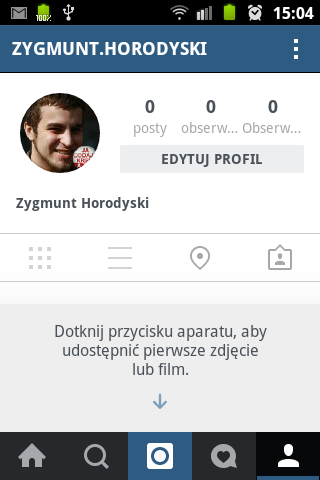 100%
15:04
ZYGMUNT.HORODYSKI
0 0 0
posty obserw... Obserw...
EDYTUJ PROFIL
Zygmunt Horodyski
Dotknij przycisku aparatu, aby
udostępnić pierwsze zdjęcie
lub film.